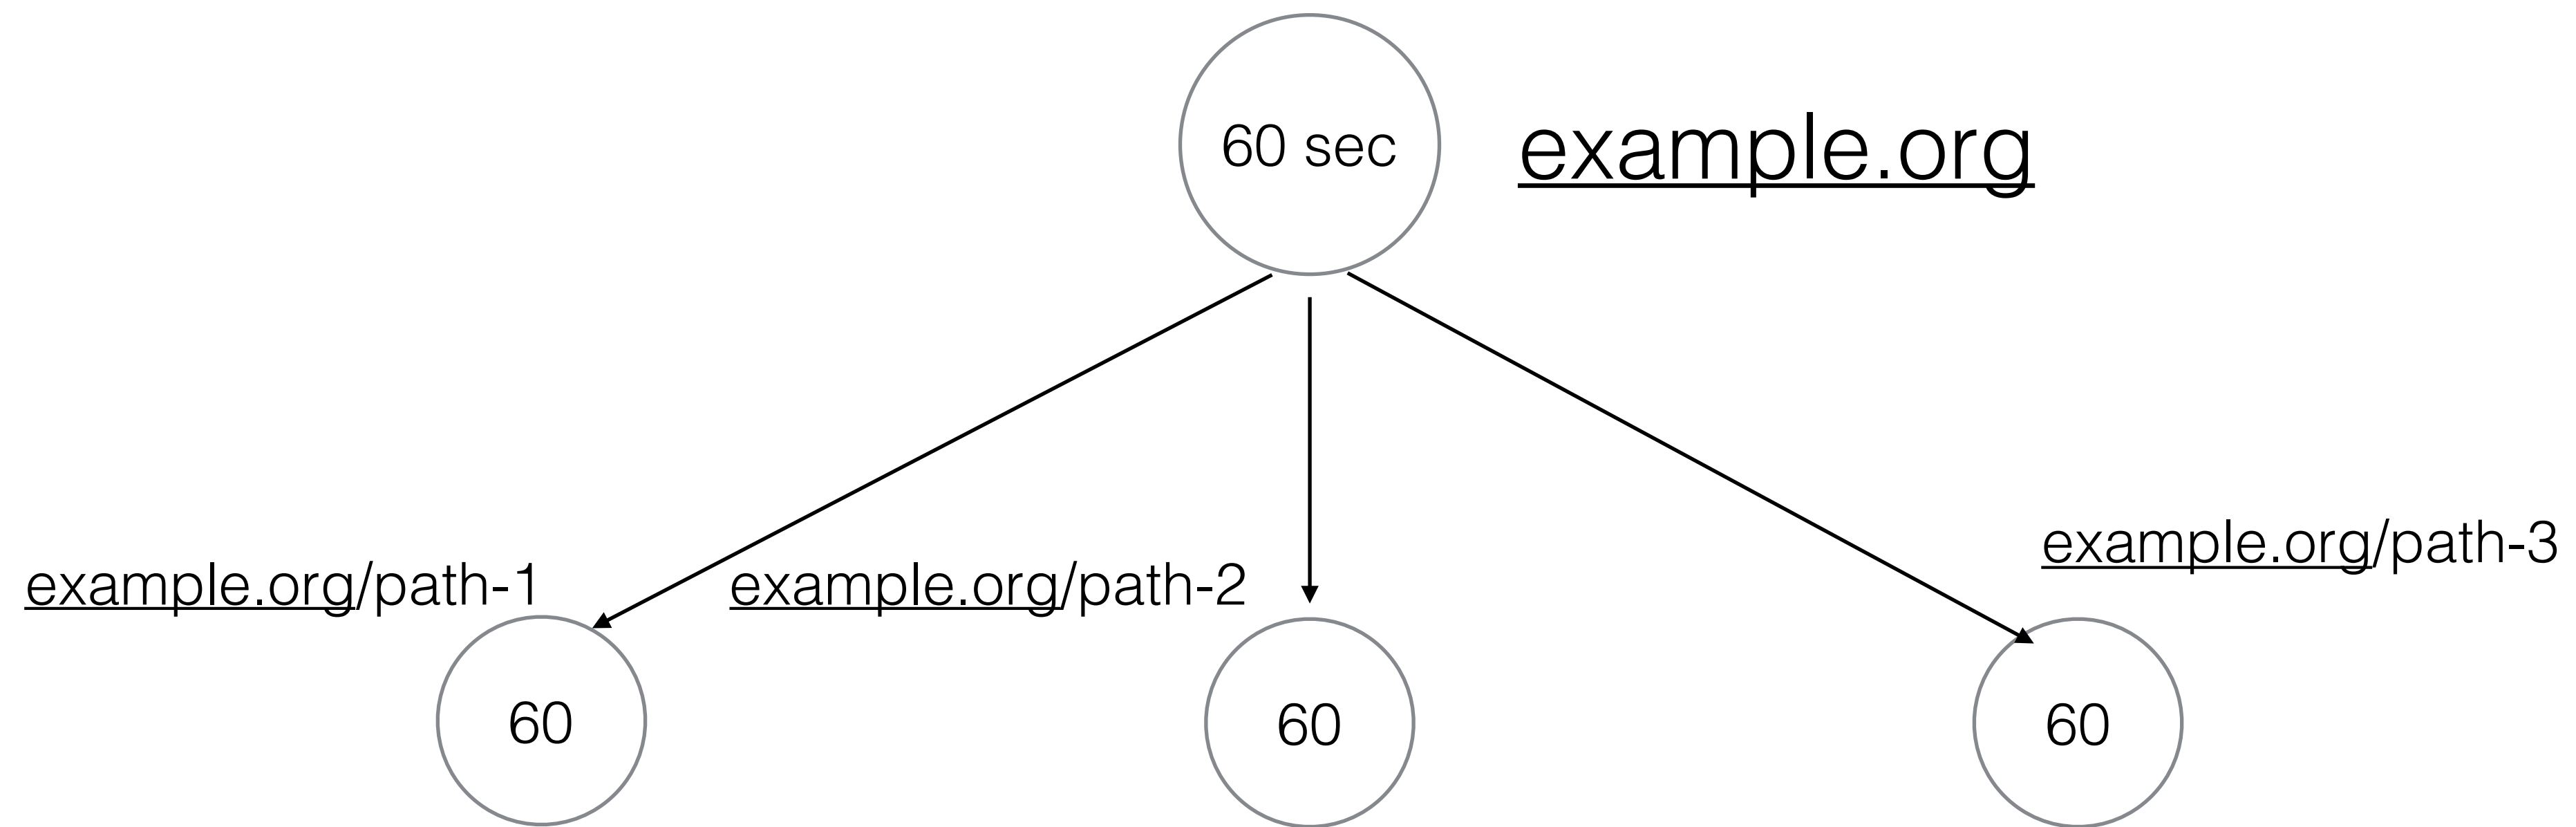 60 sec
example.org
example.org/path-1
example.org/path-2
example.org/path-3
60
60
60